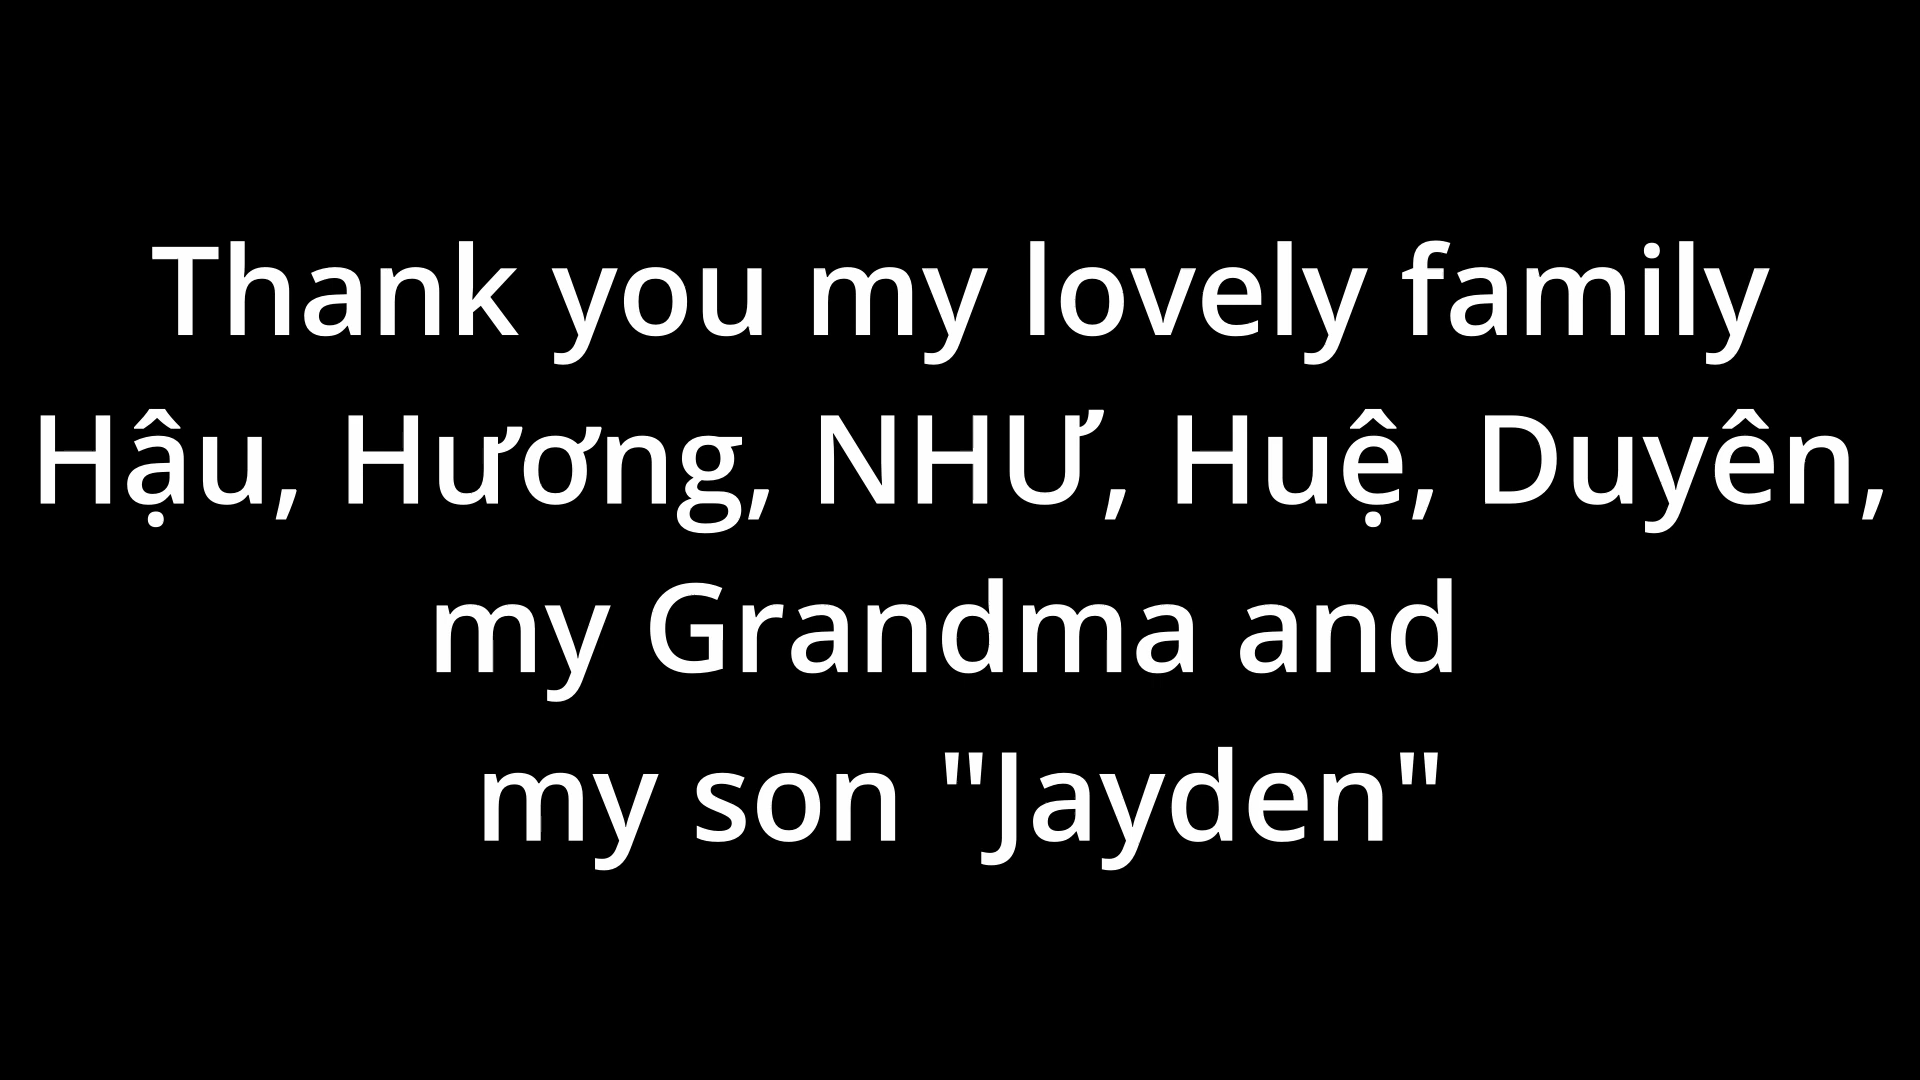 Thank you my lovely family
Hậu, Hương, NHƯ, Huệ, Duyên,
my Grandma and
my son "Jayden"